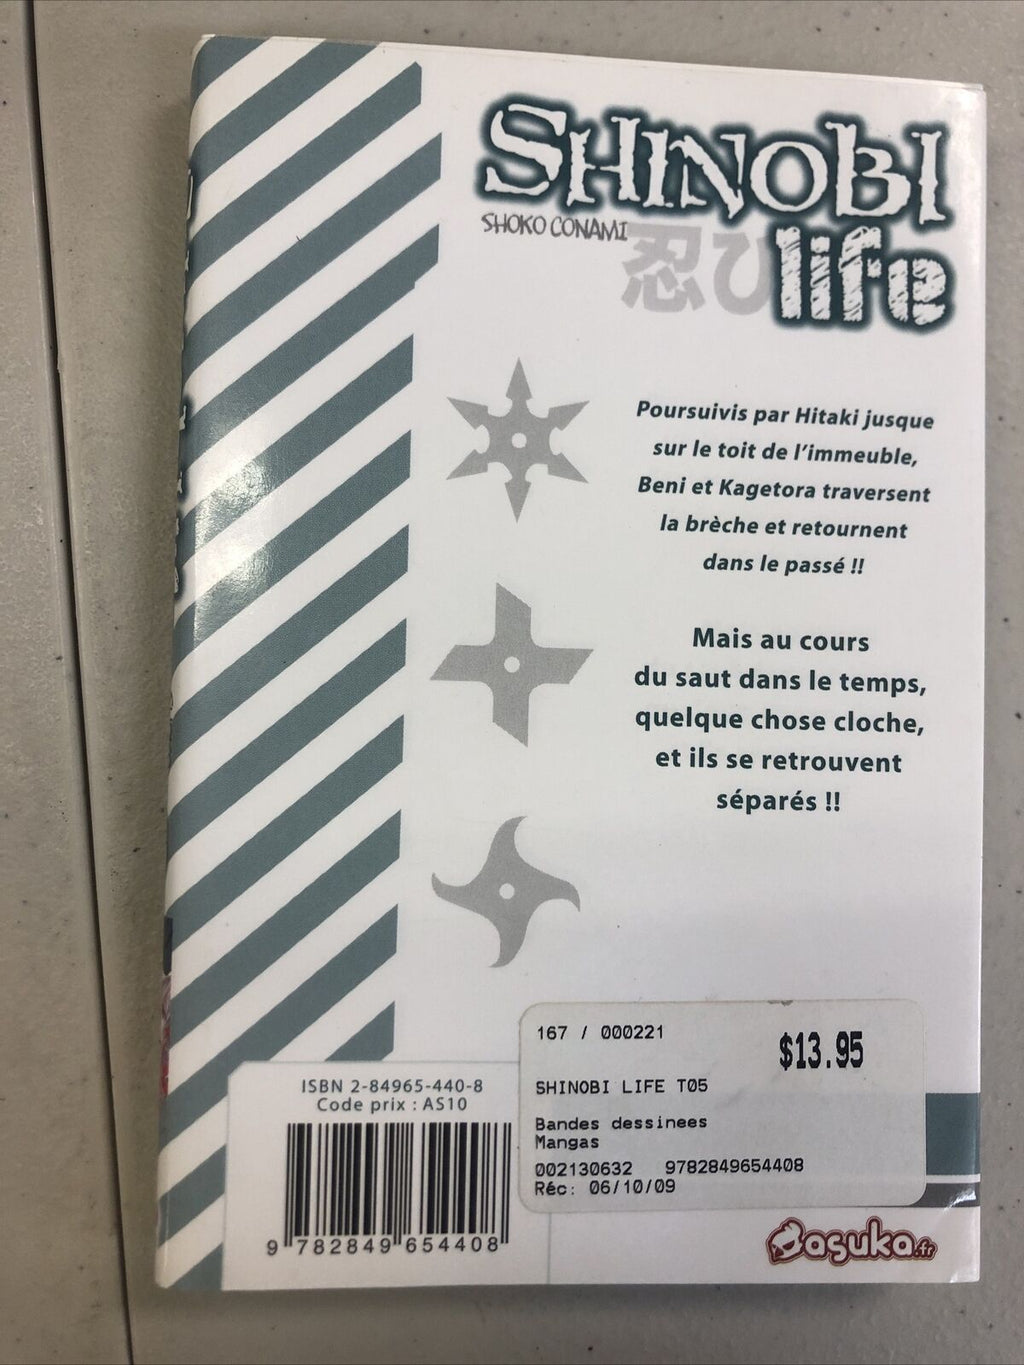 SHINOBI
SHOKO CONAMI
忍び
life
Poursuivis par Hitaki jusque
sur le toit de l'immeuble,
Beni et Kagetora traversent
la brèche et retournent
dans le passé !!
Mais au cours
du saut dans le temps,
quelque chose cloche,
et ils se retrouvent
séparés !!
167 / 000221
$13.95
SHINOBI LIFE T05
Bandes dessinees
Mangas
002130632 9782849654408
Réc: 06/10/09
ISBN 2-84965-440-8
Code prix : AS10
9 782849 654408
asuka.fr